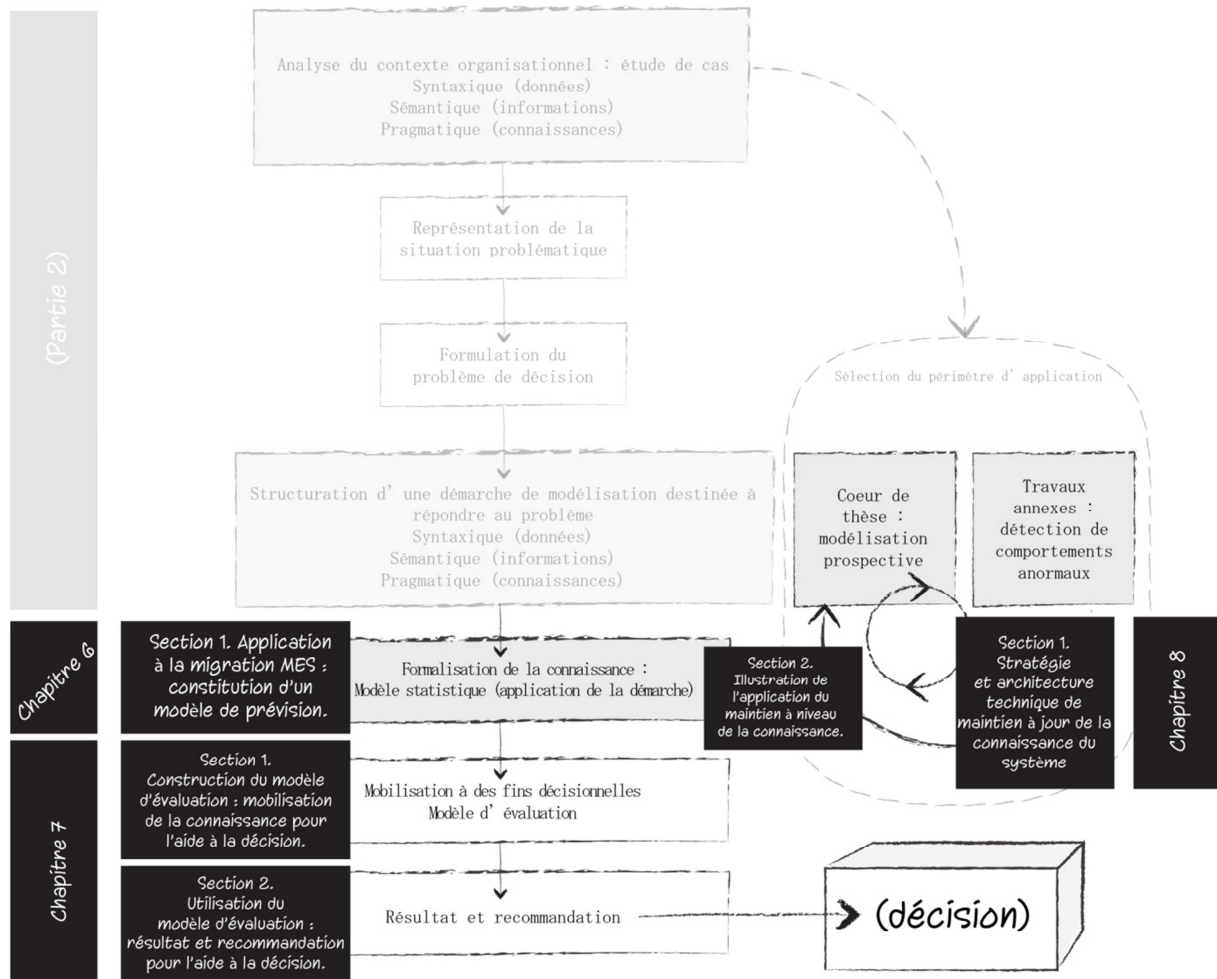 Analyse du contexte organisationnel : étude de cas
Syntaxique (données)
Sémantique (informations)
Pragmatique (connaissances)
(Partie 2)
Représentation de la
situation problématique
Formulation du
problème de décision
Sélection du périmètre d' application
Structuration d' une démarche de modélisation destinée à
répondre au problème
Syntaxique (données)
Sémantique (informations)
Pragmatique (connaissances)
Coeur de
thèse :
modélisation
prospective
Travaux
annexes :
détection de
comportements
anormaux
Chapitre 6
Section 1. Application
à la migration MES :
constitution d'un
modèle de prévision.
Formalisation de la connaissance :
Modèle statistique (application de la démarche)
Section 2.
Illustration de
l'application du
maintien à niveau
de la connaissance.
Section 1.
Stratégie
et architecture
technique de
maintien à jour de la
connaissance du
système
Chapitre 8
Chapitre 7
Section 1.
Construction du modèle
d'évaluation : mobilisation
de la connaissance pour
l'aide à la décision.
Mobilisation à des fins décisionnelles
Modèle d' évaluation
Section 2.
Utilisation du
modèle d'évaluation :
résultat et recommandation
pour l'aide à la décision.
Résultat et recommandation
(décision)